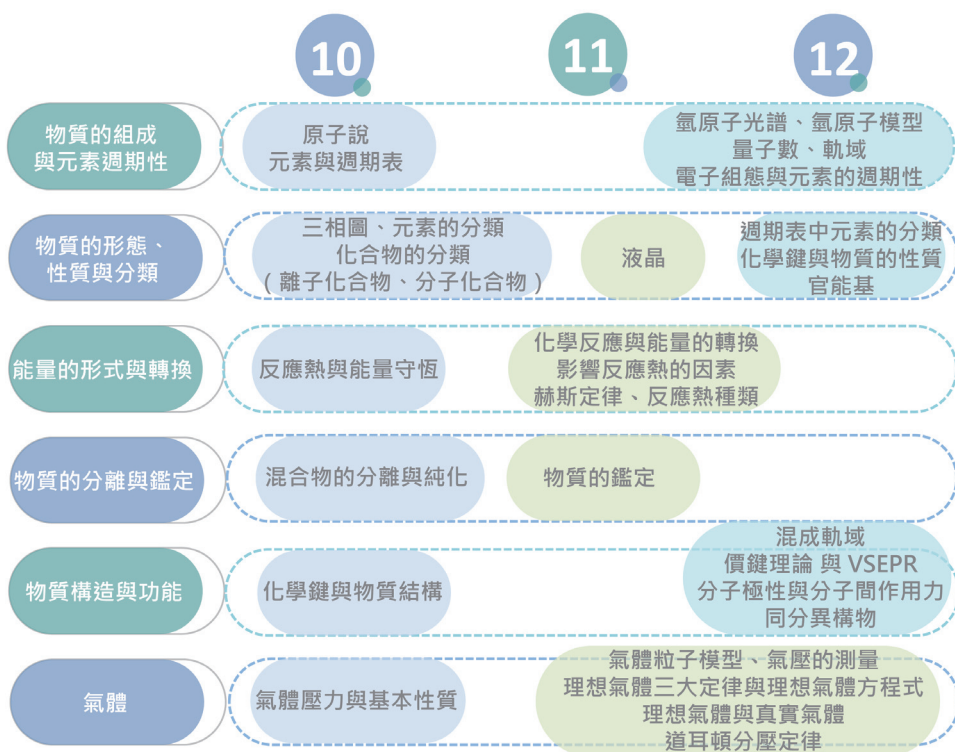 10
11
12
物質的組成
與元素週期性
原子說
元素與週期表
氫原子光譜、氫原子模型
量子數、軌域
電子組態與元素的週期性
物質的形態、
性質與分類
三相圖、元素的分類
化合物的分類
(離子化合物、分子化合物)
液晶
週期表中元素的分類
化學鍵與物質的性質
官能基
能量的形式與轉換
反應熱與能量守恆
化學反應與能量的轉換
影響反應熱的因素
赫斯定律、反應熱種類
物質的分離與鑑定
混合物的分離與純化
物質的鑑定
物質構造與功能
化學鍵與物質結構
混成軌域
價鍵理論 與 VSEPR
分子極性與分子間作用力
同分異構物
氣體
氣體壓力與基本性質
氣體粒子模型、氣壓的測量
理想氣體三大定律與理想氣體方程式
理想氣體與真實氣體
道耳頓分壓定律